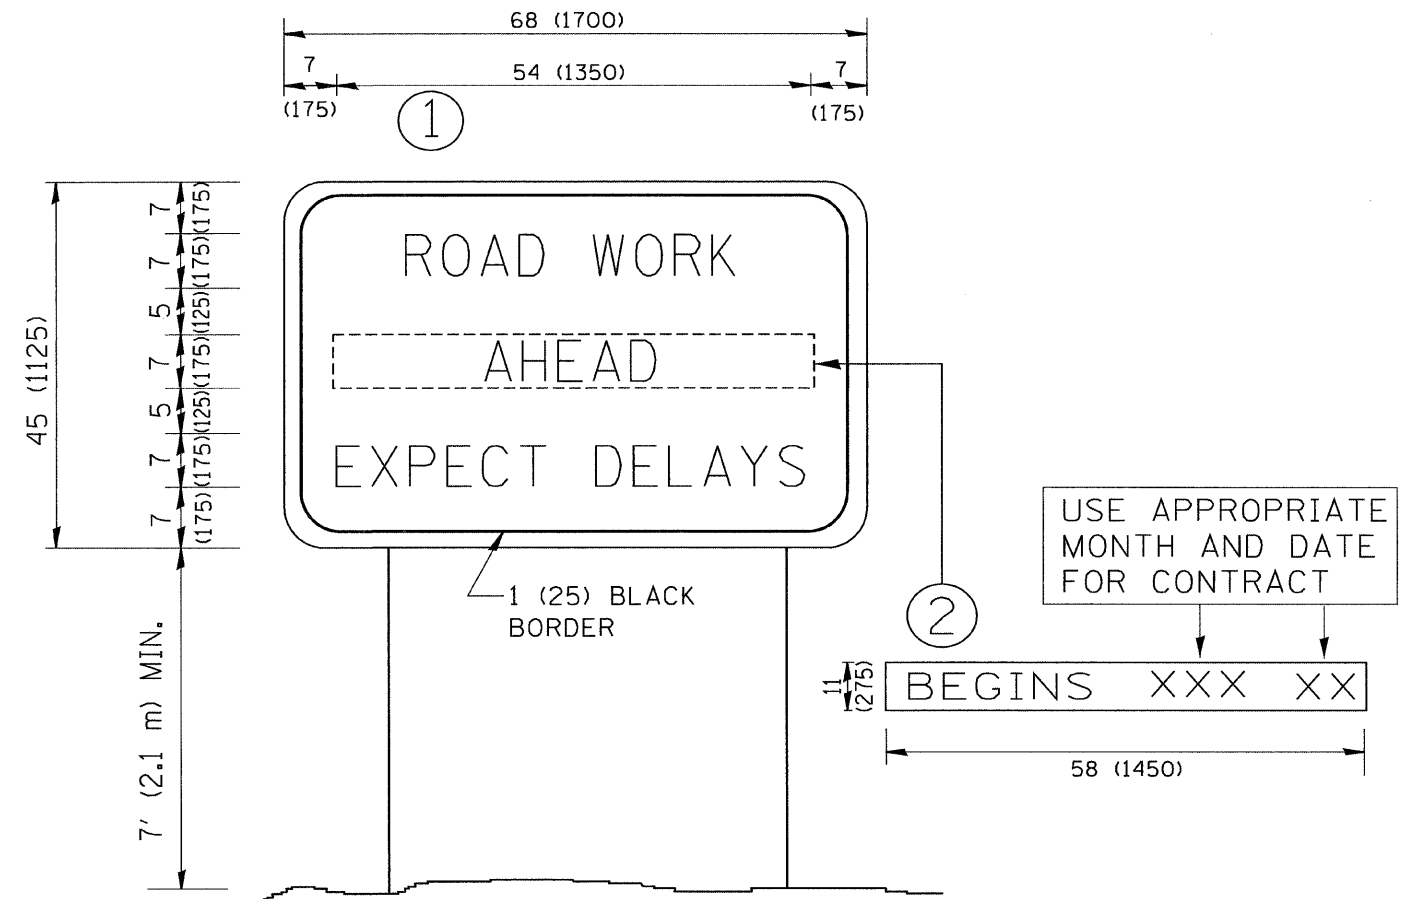 68 (1700)
7
54 (1350)
7
(175)
(175)
1
45 (1125)
7 (175)
7 (175)
5 (125)
7 (175)
5 (125)
7 (175)
7 (175)
ROAD WORK
AHEAD
EXPECT DELAYS
1 (25) BLACK
BORDER
7' (2.1 m) MIN.
USE APPROPRIATE
MONTH AND DATE
FOR CONTRACT
2
11
(275)
BEGINS XXX XX
58 (1450)